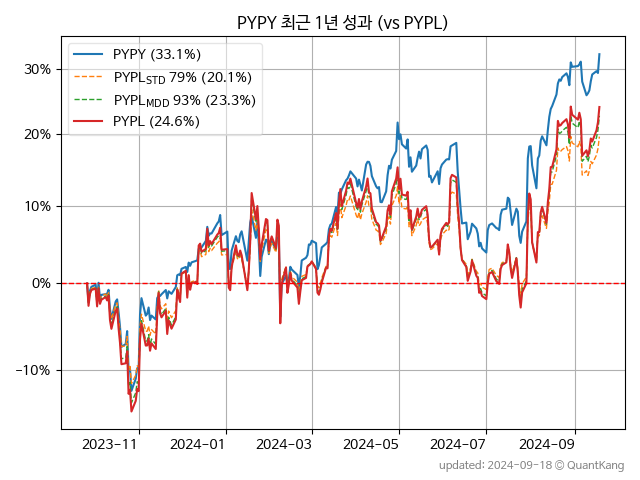 PYPY 최근 1년 성과 (vs PYPL)
PYPY (33.1%)
PYPLSTD 79% (20.1%)
PYPLMDD 93% (23.3%)
PYPL (24.6%)
30%
20%
10%
0%
−10%
2023−11
2024−01
2024−03
2024−05
2024−07
2024−09
updated: 2024−09−18 © QuantKang